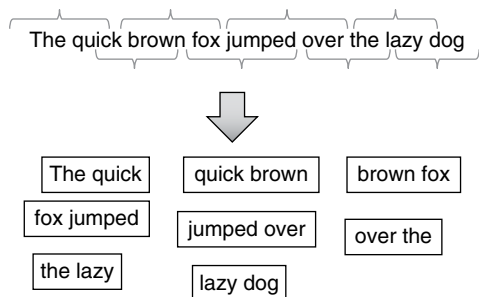 The quick brown fox jumped over the lazy dog
The quick
quick brown
brown fox
fox jumped
jumped over
over the
the lazy
lazy dog